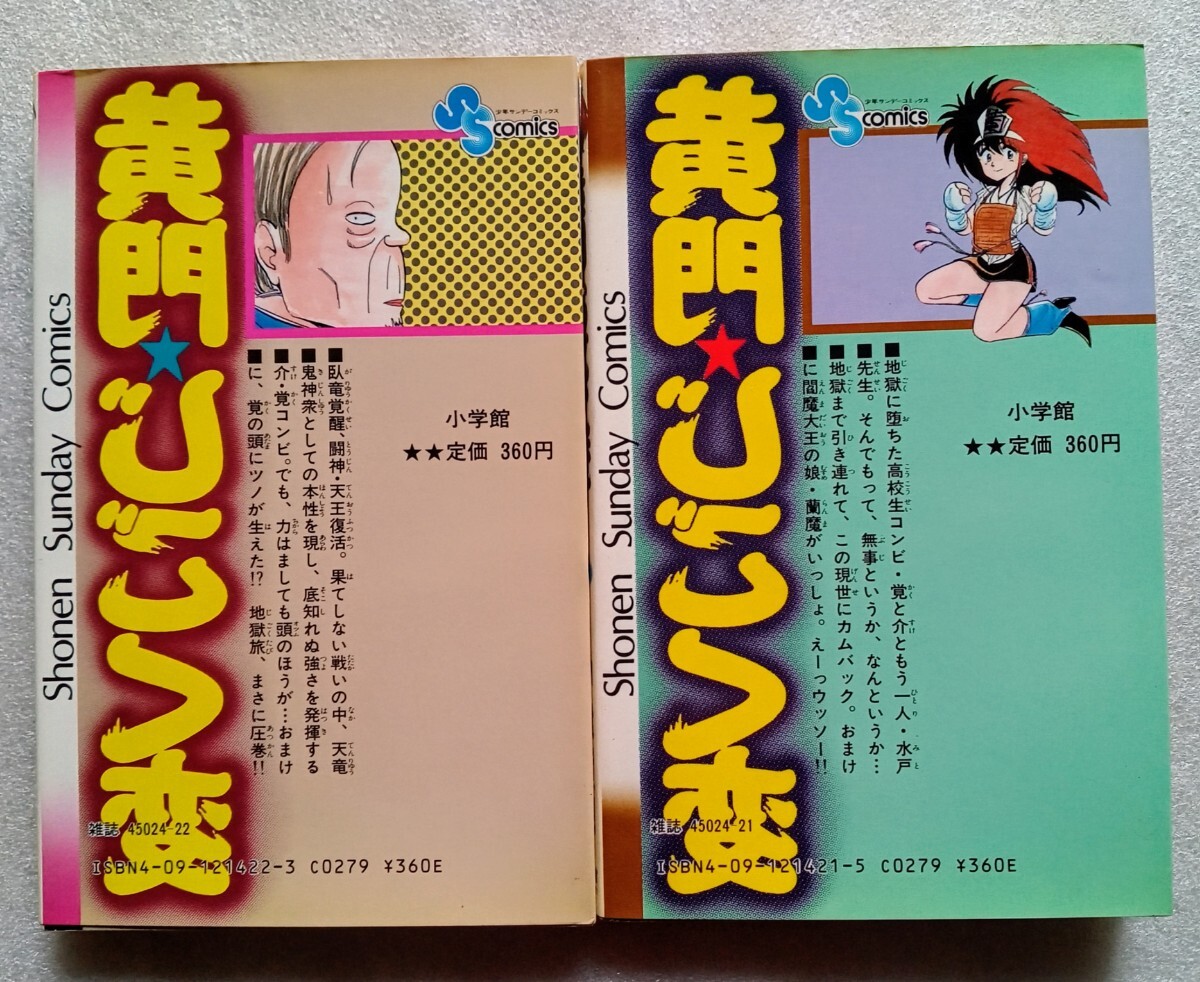 Shonen Sunday Comics
黄門★じごく変
少年サンデーコミックス
SS comics
小学館
★★定価 360円
■臥竜覚醒、闘神・天王復活。果てしない戦いの中、天竜
■鬼神衆としての本性を現し、底知れぬ強さを発揮する
■介・覚コンビ。でも、力はましても頭のほうが…おまけ
■に、覚の頭にツノが生えた!? 地獄旅、まさに圧巻!!
雑誌 45024-22
ISBN4-09-121422-3 C0279 ¥360E
Shonen Sunday Comics
黄門★じごく変
少年サンデーコミックス
SS comics
小学館
★★定価 360円
■地獄に堕ちた高校生コンビ・覚と介ともう一人・水戸
■先生。そんでもって、無事というか、なんというか…
■地獄まで引き連れて、この現世にカムバック。おまけ
■に閻魔大王の娘・蘭魔がいっしょ。えーっウッソー!!
雑誌 45024-21
ISBN4-09-121421-5 C0279 ¥360E